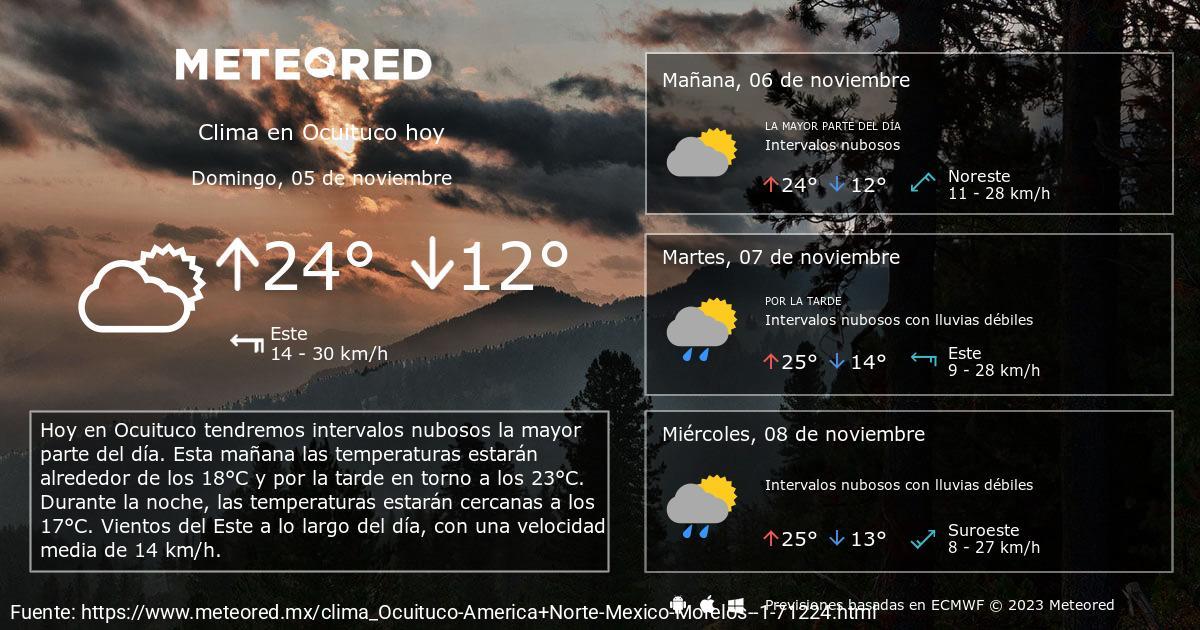 METEORED
Clima en Ocuituco hoy
Domingo, 05 de noviembre
24° 12°
Este
14 - 30 km/h
Hoy en Ocuituco tendremos intervalos nubosos la mayor
parte del día. Esta mañana las temperaturas estarán
alrededor de los 18°C y por la tarde en torno a los 23°C.
Durante la noche, las temperaturas estarán cercanas a los
17°C. Vientos del Este a lo largo del día, con una velocidad
media de 14 km/h.
Mañana, 06 de noviembre
LA MAYOR PARTE DEL DÍA
Intervalos nubosos
24° 12°
Noreste
11 - 28 km/h
Martes, 07 de noviembre
POR LA TARDE
Intervalos nubosos con lluvias débiles
25° 14°
Este
9 - 28 km/h
Miércoles, 08 de noviembre
Intervalos nubosos con lluvias débiles
25° 13°
Suroeste
8 - 27 km/h
Previsiones basadas en ECMWF © 2023 Meteored
Fuente: https://www.meteored.mx/clima_Ocuituco-America+Norte-Mexico-Morelos--1-71224.html